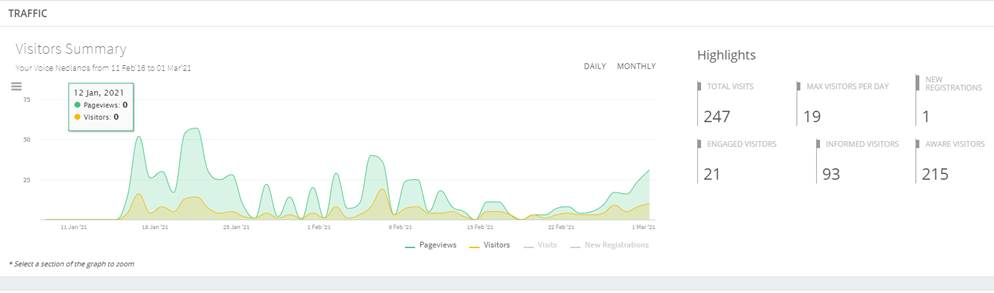 TRAFFIC
Visitors Summary
Your Voice Nedlands from 11 Feb'16 to 01 Mar'21
DAILY MONTHLY
12 Jan, 2021
Pageviews: 0
Visitors: 0
75
50
25
11 Jan '21 18 Jan '21 25 Jan '21 1 Feb '21 8 Feb '21 15 Feb '21 22 Feb '21 1 Mar '21
Pageviews Visitors Visits New Registrations
* Select a section of the graph to zoom
Highlights
TOTAL VISITS
247
MAX VISITORS PER DAY
19
NEW
REGISTRATIONS
1
ENGAGED VISITORS
21
INFORMED VISITORS
93
AWARE VISITORS
215